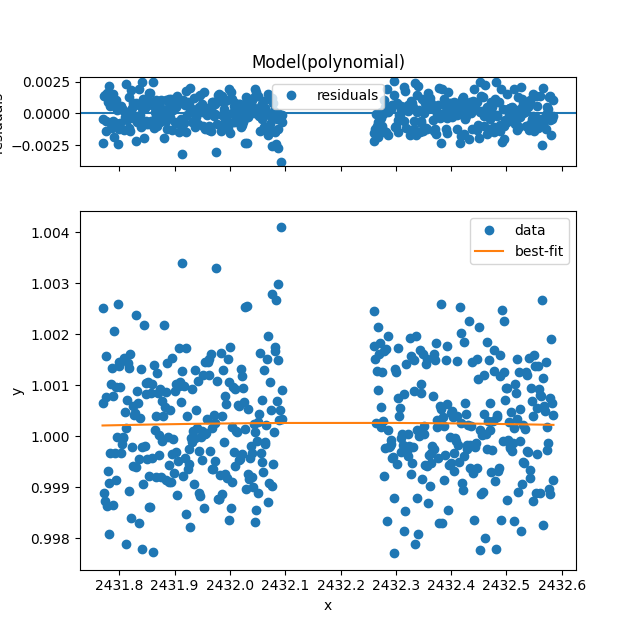 Model(polynomial)
0.0025
0.0000
−0.0025
residuals
1.004
1.003
1.002
1.001
1.000
0.999
0.998
y
data
best-fit
2431.8 2431.9 2432.0 2432.1 2432.2 2432.3 2432.4 2432.5 2432.6
x